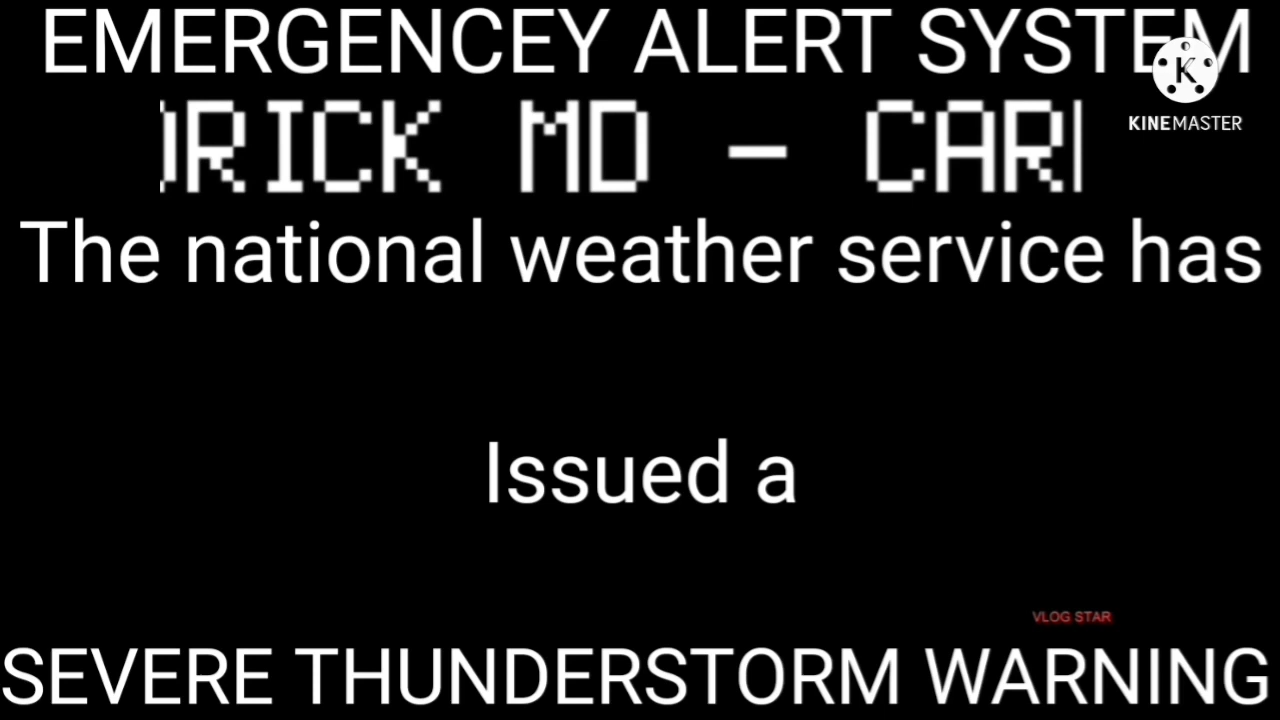 EMERGENCEY ALERT SYSTEM
K
KINEMASTER
RICK MD - CAR
The national weather service has
Issued a
VLOG STAR
SEVERE THUNDERSTORM WARNING